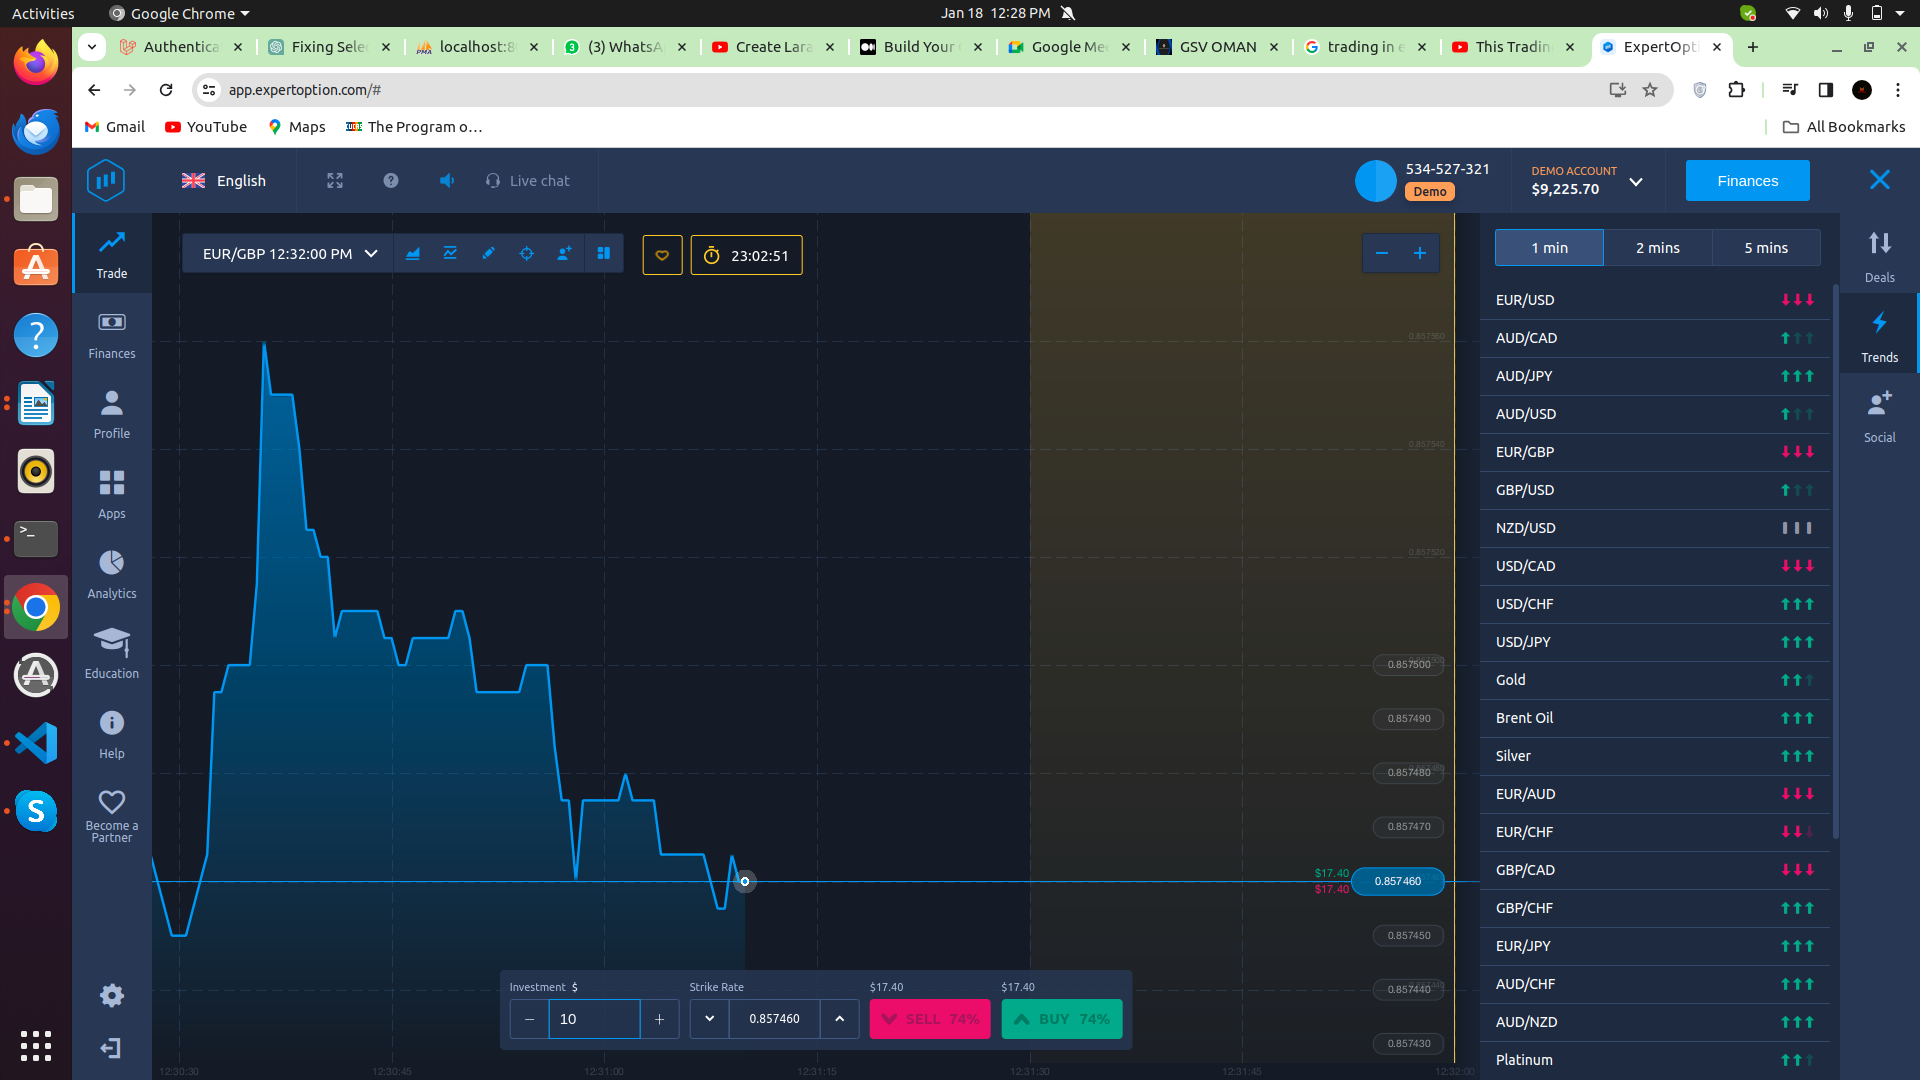 Activities
Google Chrome
Jan 18 12:28 PM
Authentica
Fixing Sele
localhost:8
(3) WhatsA
Create Lara
Build Your
Google Me
GSV OMAN
trading in e
This Tradin
ExpertOpt
app.expertoption.com/#
Gmail
YouTube
Maps
The Program o…
All Bookmarks
English
Live chat
534-527-321
Demo
DEMO ACCOUNT
$9,225.70
Finances
Trade
Finances
Profile
Apps
Analytics
Education
Help
Become a
Partner
EUR/GBP 12:32:00 PM
23:02:51
0.857560
0.857540
0.857520
0.857500
0.857490
0.857480
0.857470
$17.40
$17.40
0.857460
0.857450
0.857440
0.857430
Investment $
10
Strike Rate
0.857460
$17.40
SELL 74%
$17.40
BUY 74%
12:30:30
12:30:45
12:31:00
12:31:15
12:31:30
12:31:45
12:32:00
1 min
2 mins
5 mins
EUR/USD
AUD/CAD
AUD/JPY
AUD/USD
EUR/GBP
GBP/USD
NZD/USD
USD/CAD
USD/CHF
USD/JPY
Gold
Brent Oil
Silver
EUR/AUD
EUR/CHF
GBP/CAD
GBP/CHF
EUR/JPY
AUD/CHF
AUD/NZD
Platinum
Deals
Trends
Social